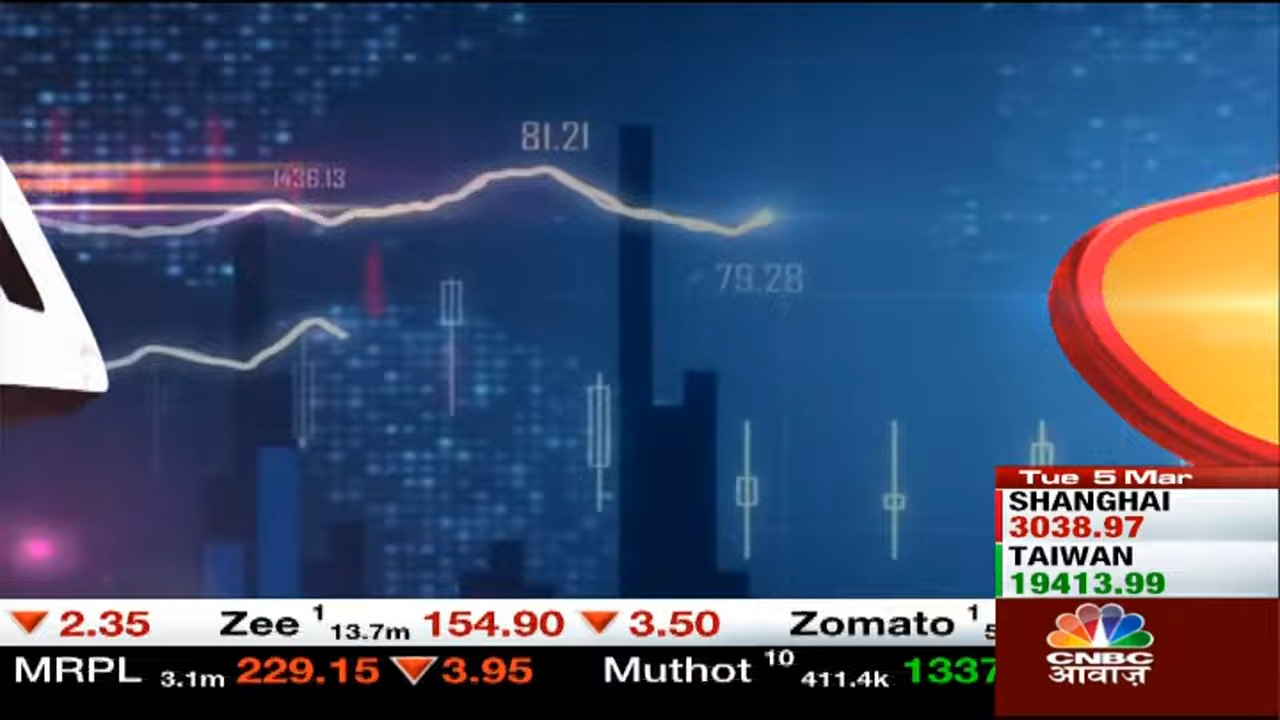 81.21
1436.13
79.28
Tue 5 Mar
SHANGHAI
3038.97
TAIWAN
19413.99
2.35 Zee 1 13.7m 154.90 3.50 Zomato 1
MRPL 3.1m 229.15 3.95 Muthot 10 411.4k 1337
CNBC
आवाज़